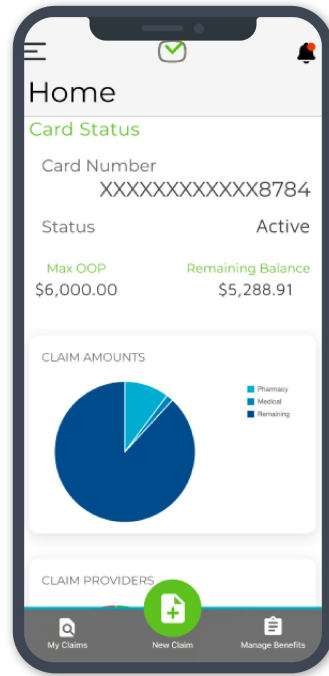 Home
Card Status
Card Number
XXXXXXXXXXXX8784
Status Active
Max OOP Remaining Balance
$6,000.00 $5,288.91
CLAIM AMOUNTS
Pharmacy
Medical
Remaining
CLAIM PROVIDERS
My Claims New Claim Manage Benefits